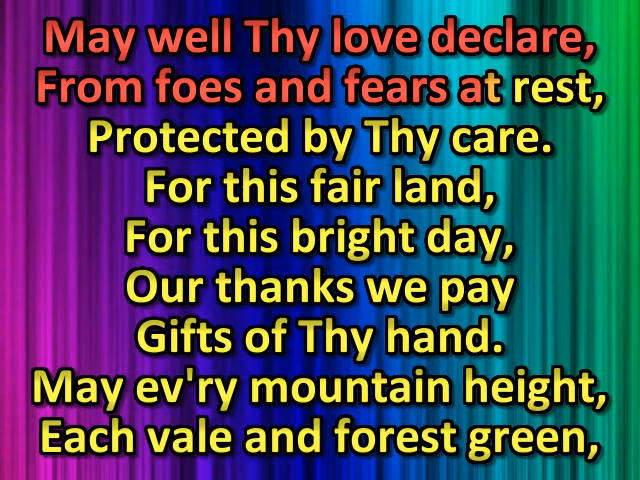 May well Thy love declare,
From foes and fears at rest,
Protected by Thy care.
For this fair land,
For this bright day,
Our thanks we pay
Gifts of Thy hand.
May ev'ry mountain height,
Each vale and forest green,